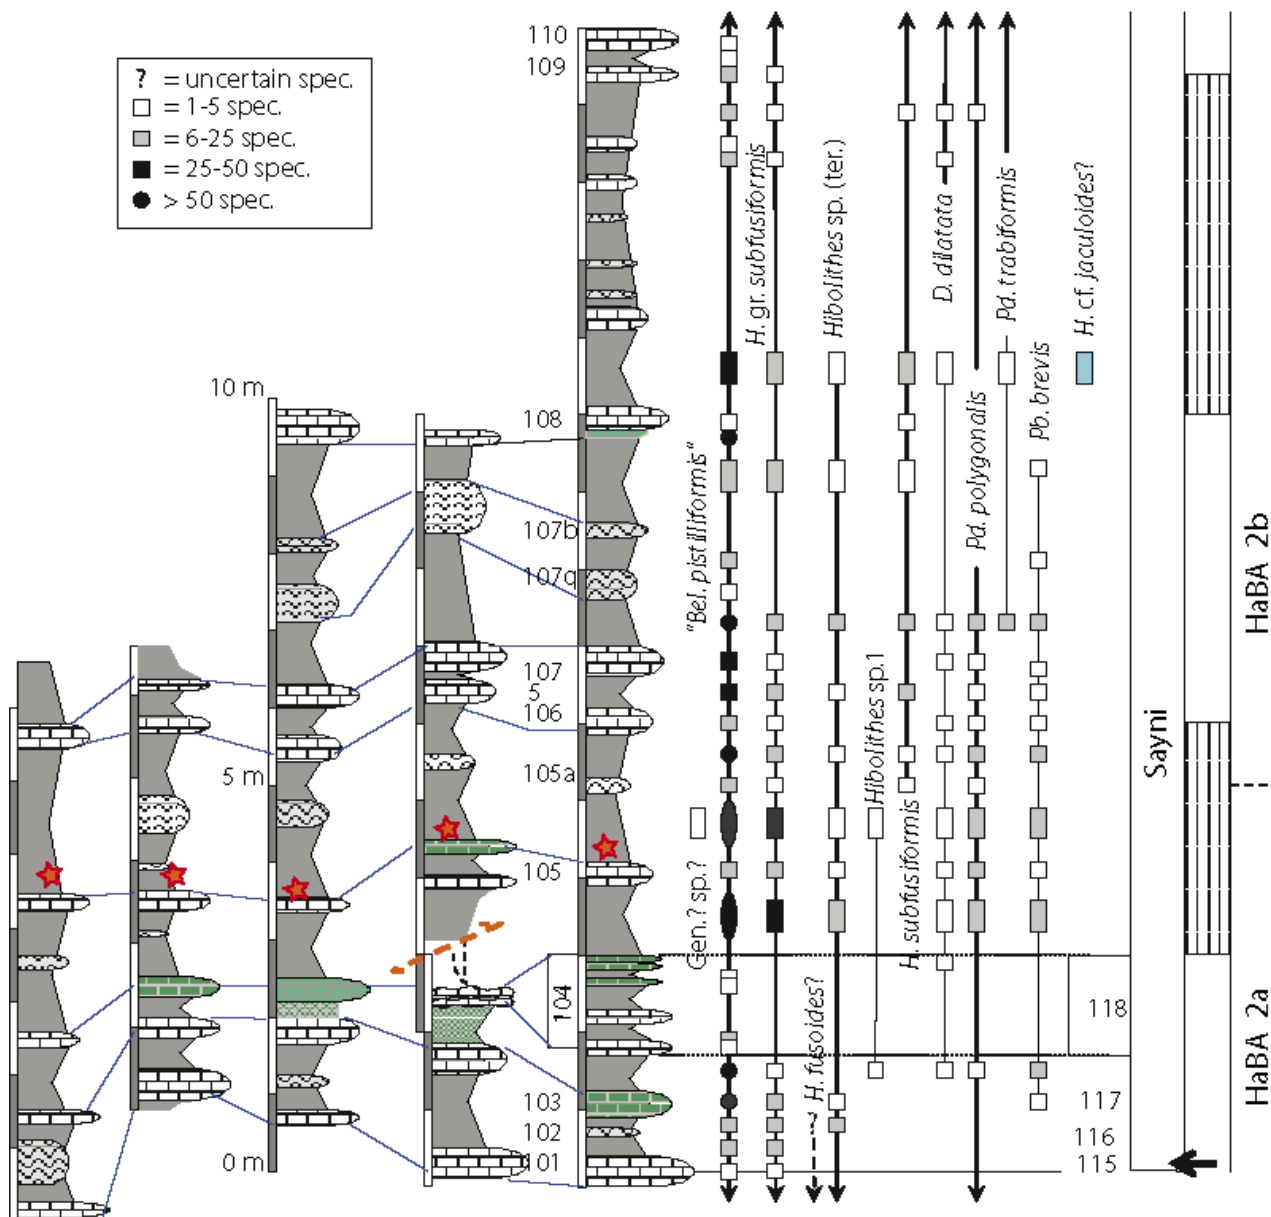 ? = uncertain spec.
= 1-5 spec.
= 6-25 spec.
= 25-50 spec.
> 50 spec.
110
109
108
107b
107a
107
5
106
105a
105
104
103
102
101
10 m
5 m
0 m
"Bel. pistilliformis"
H. gr. subfusiformis
Hibolithes sp. (ter.)
D. dilatata
Pd. trabiformis
H. cf. jaculoides?
Pd. polygonalis
Pb. brevis
Gen.? sp.?
Hibolithes sp.1
H. subfusiformis
H. fusoides?
118
117
116
115
Sayni
HaBA 2b
HaBA 2a